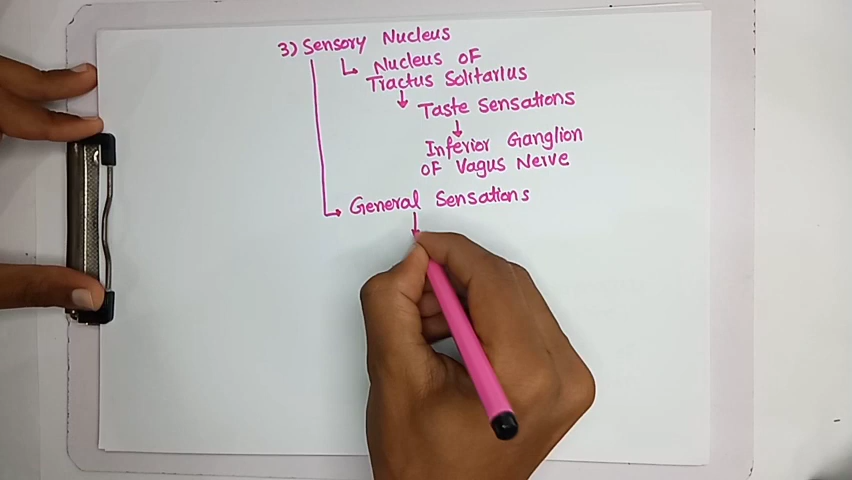 3) Sensory Nucleus
Nucleus of
Tractus Solitarius
Taste Sensations
Inferior Ganglion
of Vagus Nerve
General Sensations